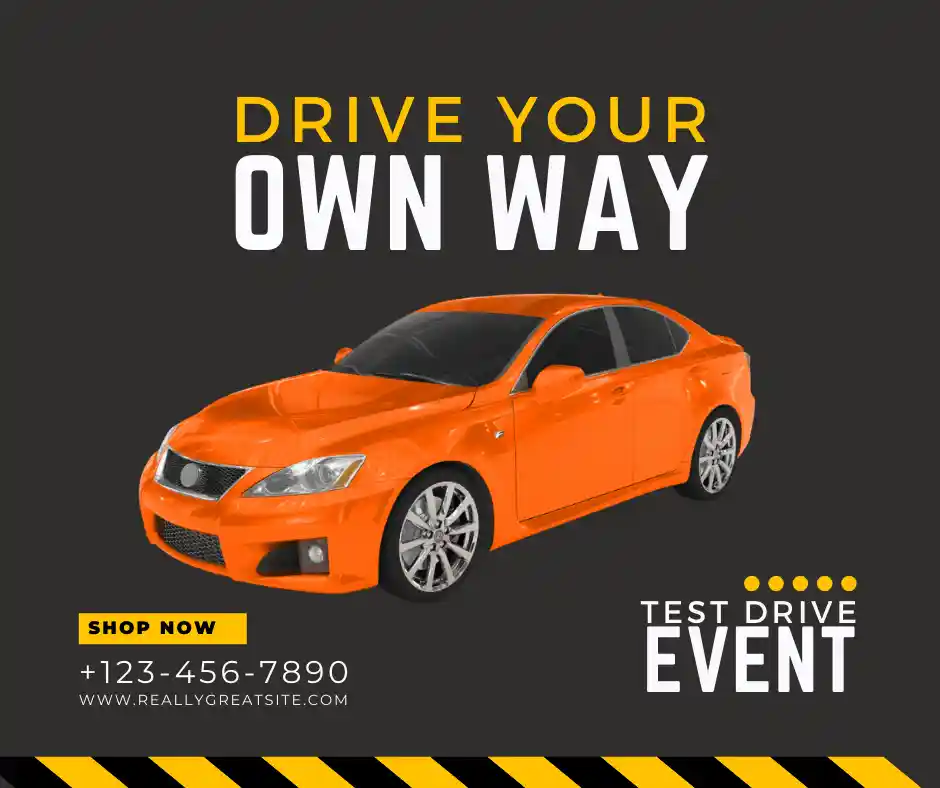 DRIVE YOUR
OWN WAY
SHOP NOW
+123-456-7890
WWW.REALLYGREATSITE.COM
TEST DRIVE
EVENT